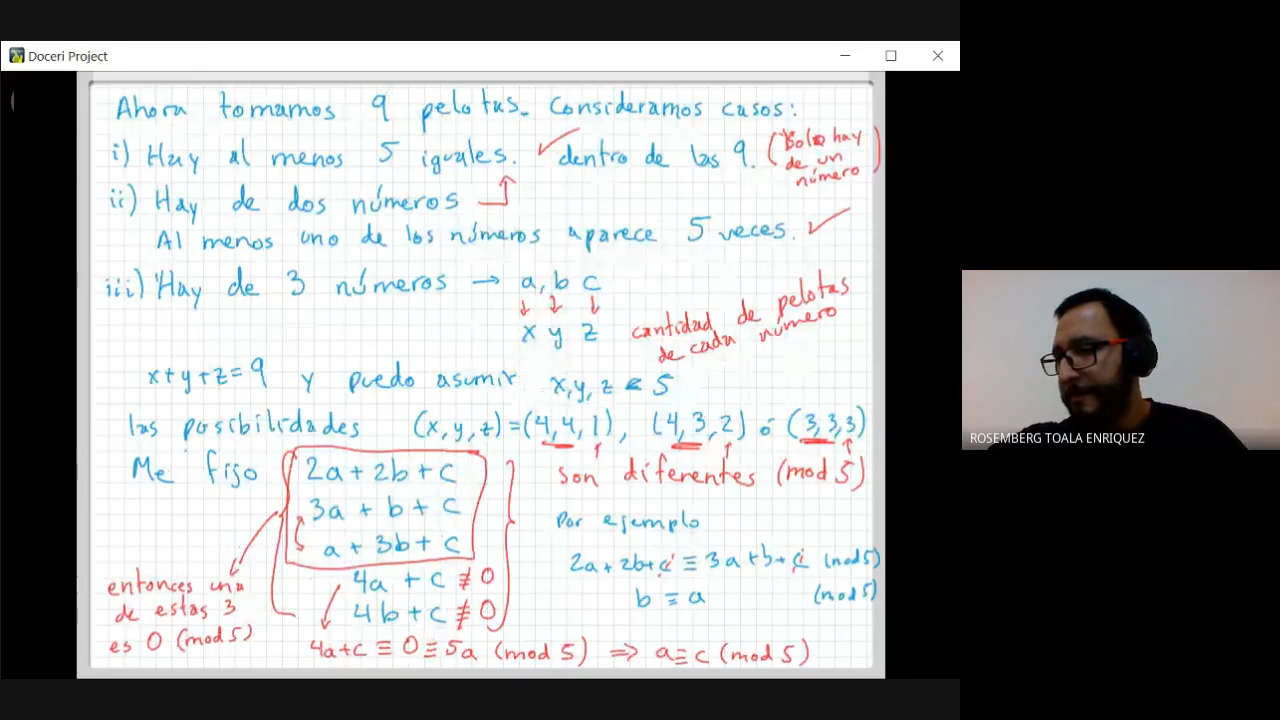 Doceri Project
Ahora tomamos 9 pelotas. Consideramos casos:
i) Hay al menos 5 iguales. ✓ dentro de las 9. (Solo hay de un número)
ii) Hay de dos números
Al menos uno de los números aparece 5 veces. ✓
iii) Hay de 3 números → a, b c
↓ ↓ ↓
x y z
cantidad de pelotas
de cada número
x+y+z=9 y puedo asumir x,y,z < 5
las posibilidades (x,y,z)=(4,4,1), (4,3,2) ó (3,3,3)
Me fijo
2a+2b+c
3a+b+c
a+3b+c
4a+c ≢ 0
4b+c ≢ 0
son diferentes (mod 5)
Por ejemplo
2a+2b+c ≡ 3a+b+c (mod 5)
b ≡ a (mod 5)
entonces una
de estas 3
es 0 (mod 5)
4a+c ≡ 0 ≡ 5a (mod 5) ⇒ a≡c (mod 5)
ROSEMBERG TOALA ENRIQUEZ